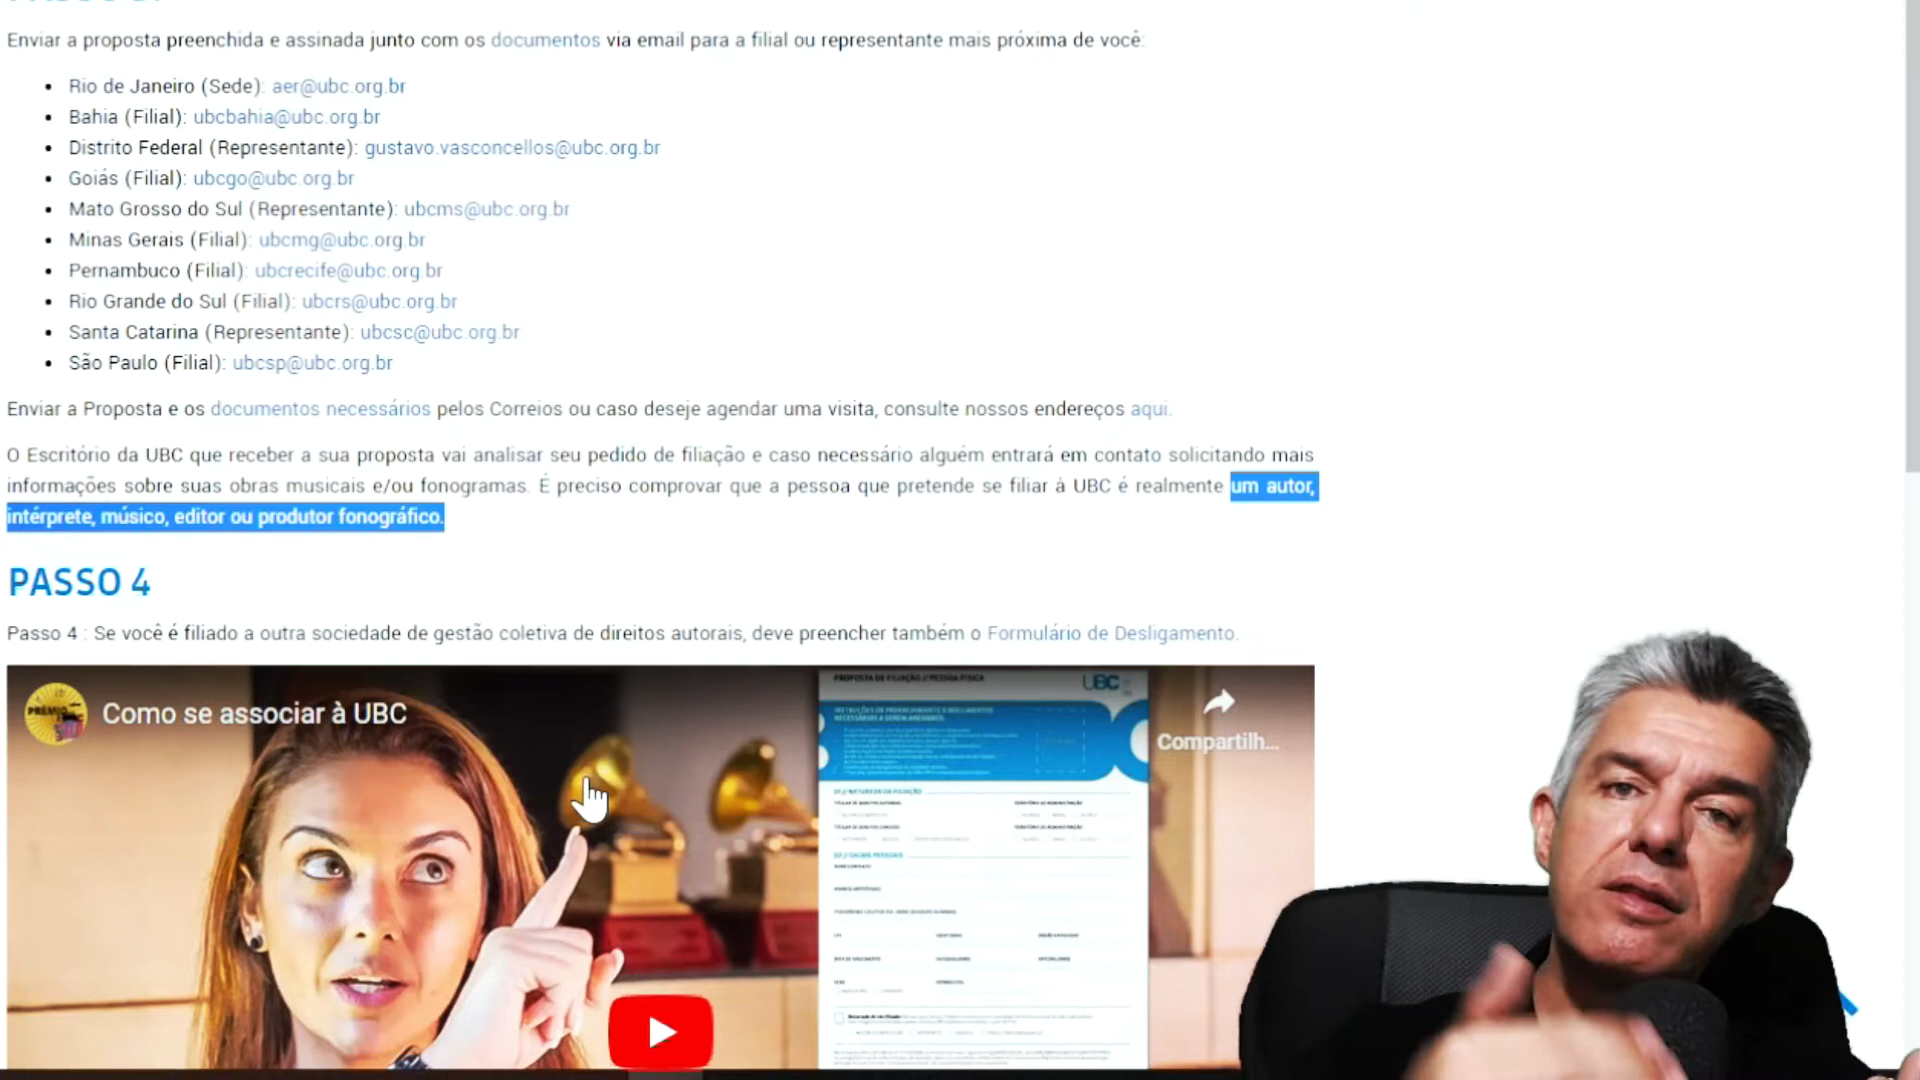 Enviar a proposta preenchida e assinada junto com os documentos via email para a filial ou representante mais próxima de você:
• Rio de Janeiro (Sede): aer@ubc.org.br
• Bahia (Filial): ubcbahia@ubc.org.br
• Distrito Federal (Representante): gustavo.vasconcellos@ubc.org.br
• Goiás (Filial): ubcgo@ubc.org.br
• Mato Grosso do Sul (Representante): ubcms@ubc.org.br
• Minas Gerais (Filial): ubcmg@ubc.org.br
• Pernambuco (Filial): ubcrecife@ubc.org.br
• Rio Grande do Sul (Filial): ubcrs@ubc.org.br
• Santa Catarina (Representante): ubcsc@ubc.org.br
• São Paulo (Filial): ubcsp@ubc.org.br
Enviar a Proposta e os documentos necessários pelos Correios ou caso deseje agendar uma visita, consulte nossos endereços aqui.
O Escritório da UBC que receber a sua proposta vai analisar seu pedido de filiação e caso necessário alguém entrará em contato solicitando mais
informações sobre suas obras musicais e/ou fonogramas. É preciso comprovar que a pessoa que pretende se filiar à UBC é realmente um autor,
intérprete, músico, editor ou produtor fonográfico.
PASSO 4
Passo 4 : Se você é filiado a outra sociedade de gestão coletiva de direitos autorais, deve preencher também o Formulário de Desligamento.
PRÊMIO
Como se associar à UBC
PROPOSTA DE FILIAÇÃO // PESSOA FÍSICA
UBC
Compartilh...